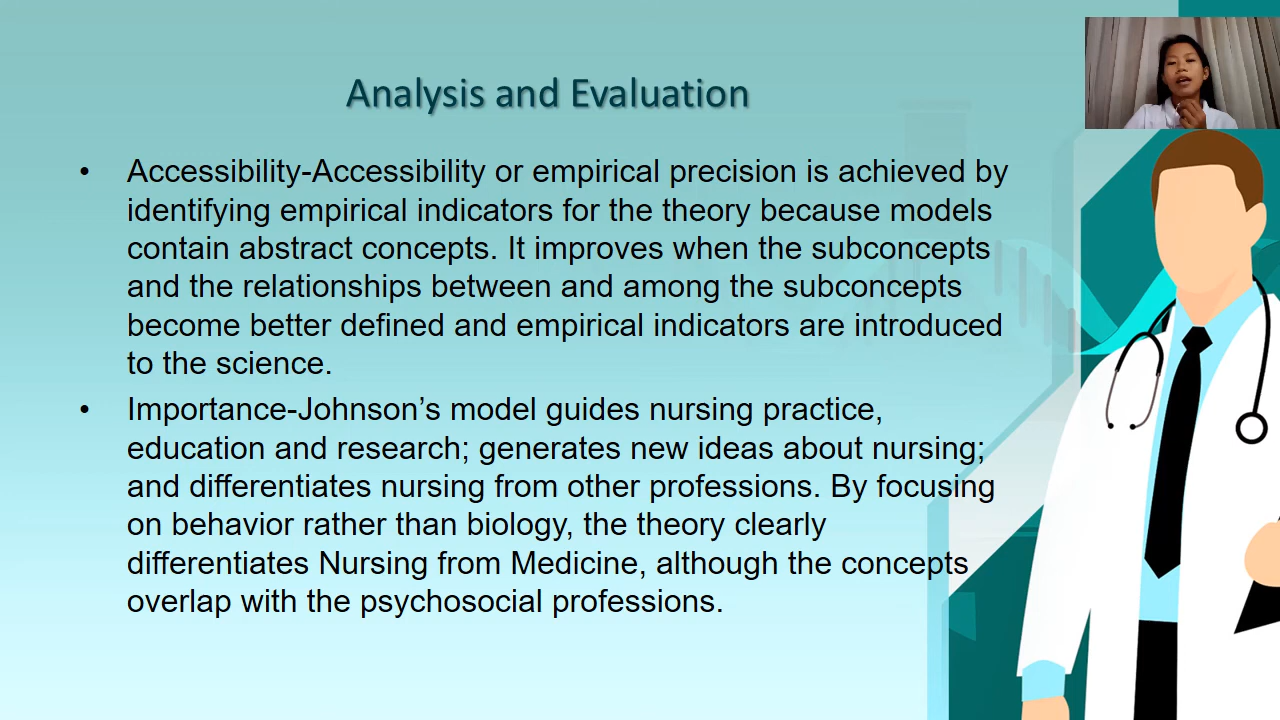 Analysis and Evaluation
• Accessibility-Accessibility or empirical precision is achieved by
identifying empirical indicators for the theory because models
contain abstract concepts. It improves when the subconcepts
and the relationships between and among the subconcepts
become better defined and empirical indicators are introduced
to the science.
• Importance-Johnson’s model guides nursing practice,
education and research; generates new ideas about nursing;
and differentiates nursing from other professions. By focusing
on behavior rather than biology, the theory clearly
differentiates Nursing from Medicine, although the concepts
overlap with the psychosocial professions.